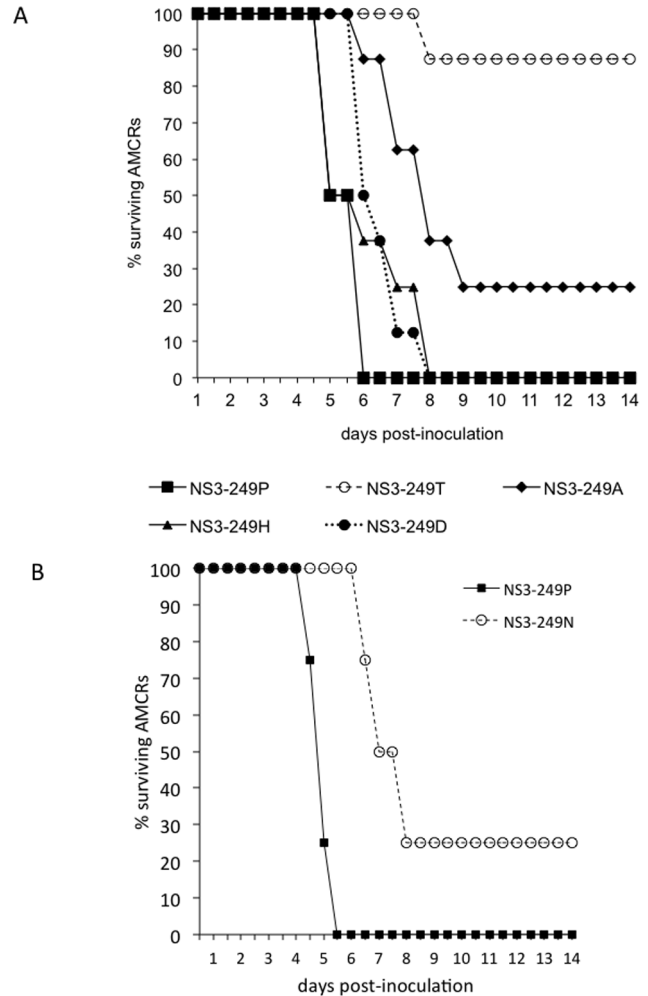 A
100
90
80
70
60
50
40
30
20
10
0
% surviving AMCRs
1 2 3 4 5 6 7 8 9 10 11 12 13 14
days post-inoculation
NS3-249P NS3-249T NS3-249A
NS3-249H NS3-249D
B
100
90
80
70
60
50
40
30
20
10
0
% surviving AMCRs
NS3-249P
NS3-249N
1 2 3 4 5 6 7 8 9 10 11 12 13 14
days post-inoculation